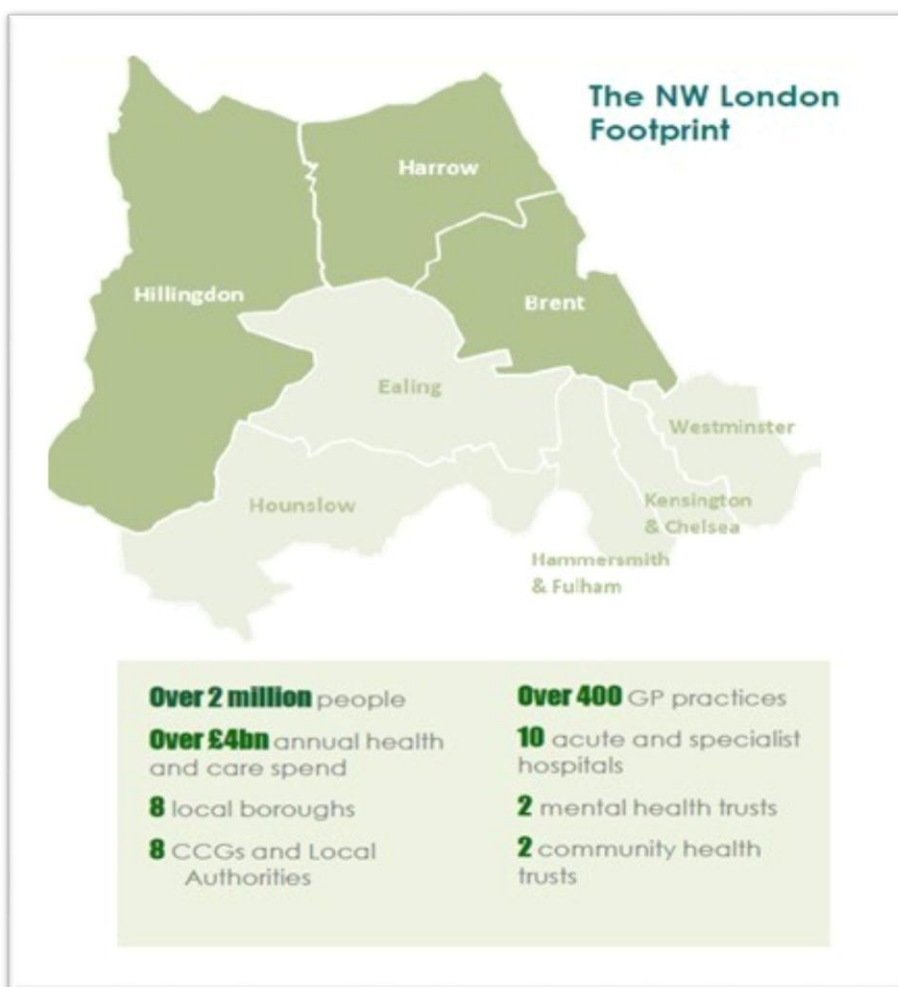 The NW London
Footprint
Harrow
Hillingdon
Brent
Ealing
Westminster
Hounslow
Kensington
& Chelsea
Hammersmith
& Fulham
Over 2 million people
Over £4bn annual health
and care spend
8 local boroughs
8 CCGs and Local
Authorities
Over 400 GP practices
10 acute and specialist
hospitals
2 mental health trusts
2 community health
trusts